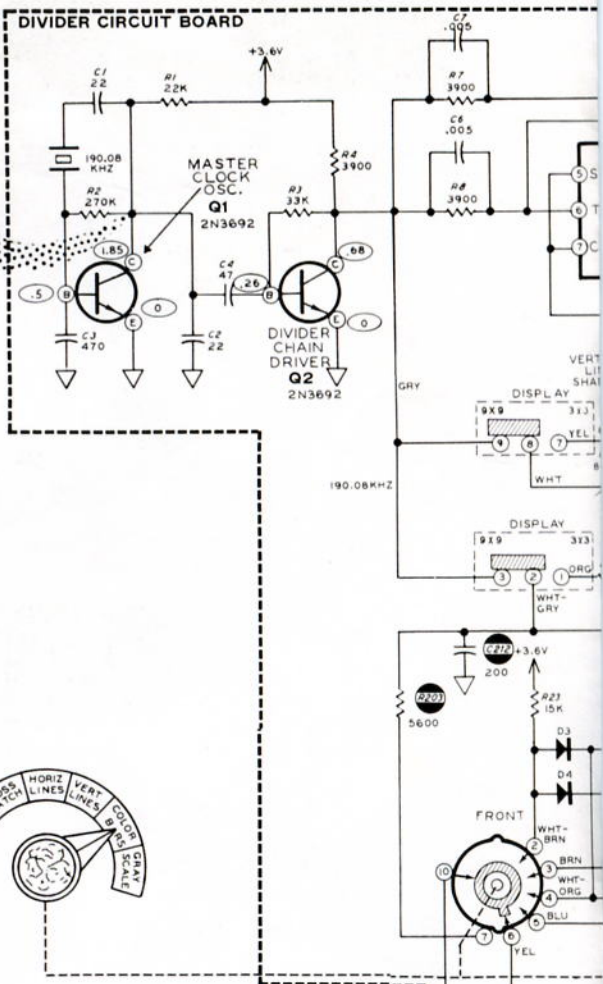 DIVIDER CIRCUIT BOARD
+3.6V
C7
.005
C1
22
R1
22K
R7
3900
C6
.005
190.08
KHZ
MASTER
CLOCK
OSC.
Q1
2N3692
R4
3900
R2
270K
R3
33K
R8
3900
5
S
6
T
7
C
1.85
C
.68
C
C4
47
.5
B
.26
B
0
E
0
E
C3
470
C2
22
DIVIDER
CHAIN
DRIVER
Q2
2N3692
VERT
GRY
DISPLAY
9X9
3X3
YEL
9
8
7
WHT
190.08KHZ
DISPLAY
9X9
3X3
ORG
3
2
1
WHT-
GRY
C212
+3.6V
200
R203
5600
R23
15K
D3
D4
HORIZ
LINES
VERT
LINES
COLOR
GRAY
SCALE
FRONT
WHT-
BRN
2
10
3
BRN
WHT-
ORG
4
BLU
5
7
6
YEL